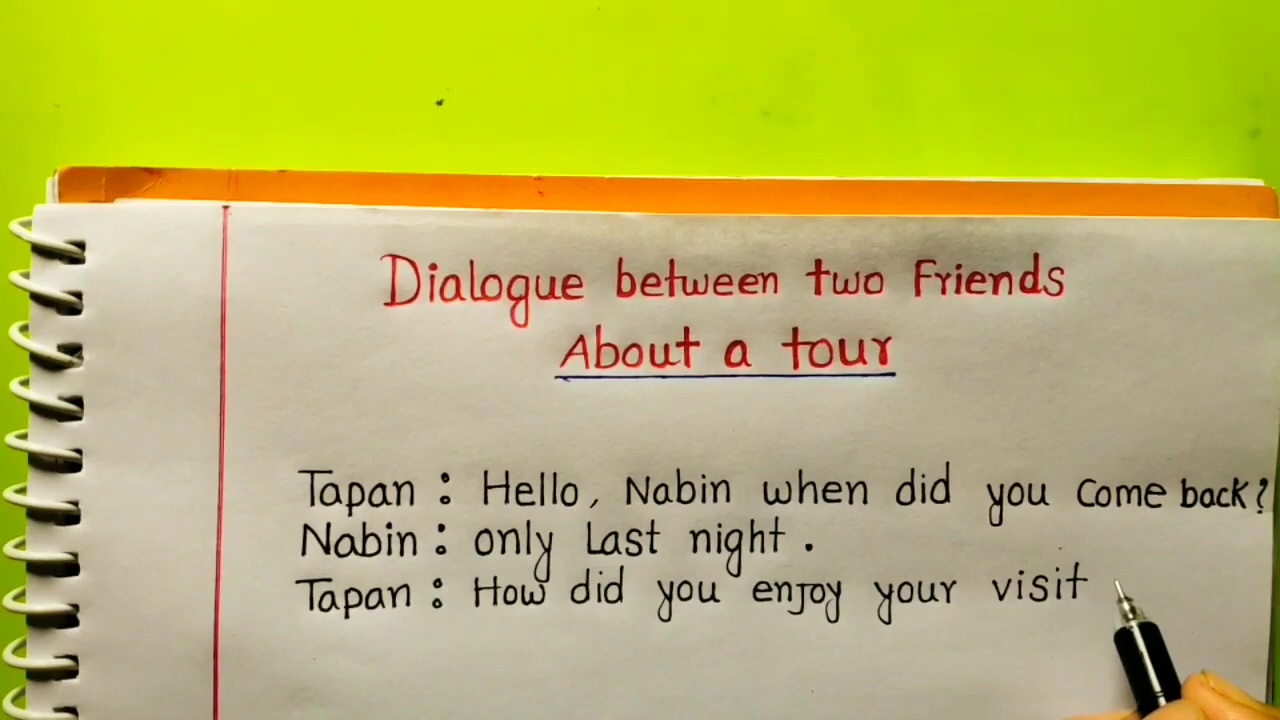 Dialogue between two Friends
About a tour
Tapan : Hello, Nabin when did you Come back?
Nabin : only Last night .
Tapan : How did you enjoy your visit